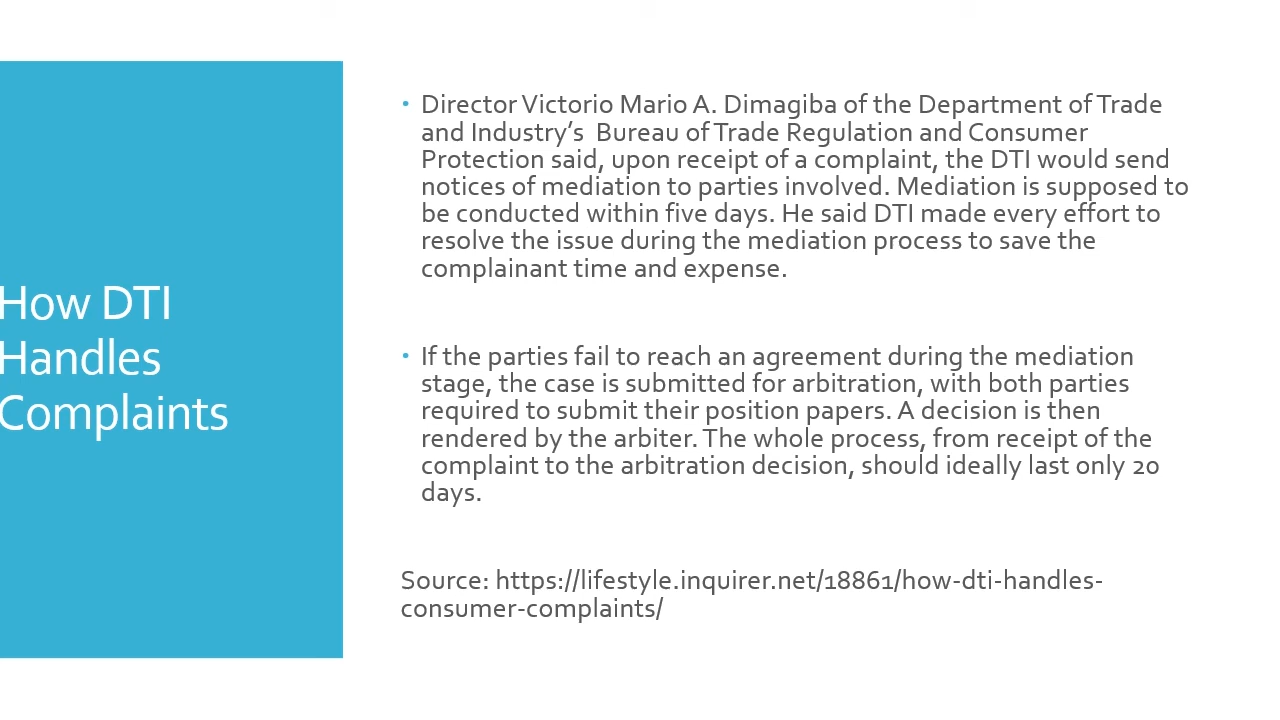 How DTI
Handles
Complaints
• Director Victorio Mario A. Dimagiba of the Department of Trade
and Industry’s  Bureau of Trade Regulation and Consumer
Protection said, upon receipt of a complaint, the DTI would send
notices of mediation to parties involved. Mediation is supposed to
be conducted within five days. He said DTI made every effort to
resolve the issue during the mediation process to save the
complainant time and expense.
• If the parties fail to reach an agreement during the mediation
stage, the case is submitted for arbitration, with both parties
required to submit their position papers. A decision is then
rendered by the arbiter. The whole process, from receipt of the
complaint to the arbitration decision, should ideally last only 20
days.
Source: https://lifestyle.inquirer.net/18861/how-dti-handles-
consumer-complaints/